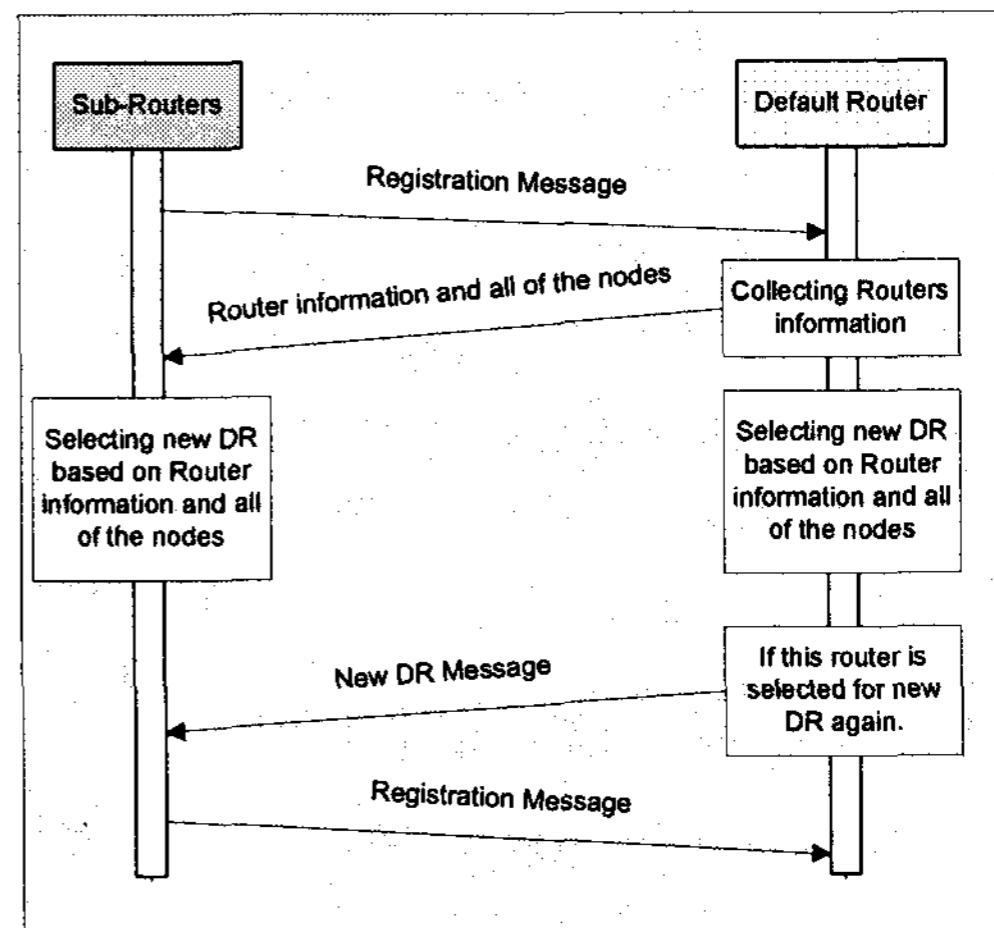 Sub-Routers
Default Router
Registration Message
Router information and all of the nodes
Collecting Routers
information
Selecting new DR
based on Router
information and all
of the nodes
Selecting new DR
based on Router
information and all
of the nodes
New DR Message
If this router is
selected for new
DR again.
Registration Message